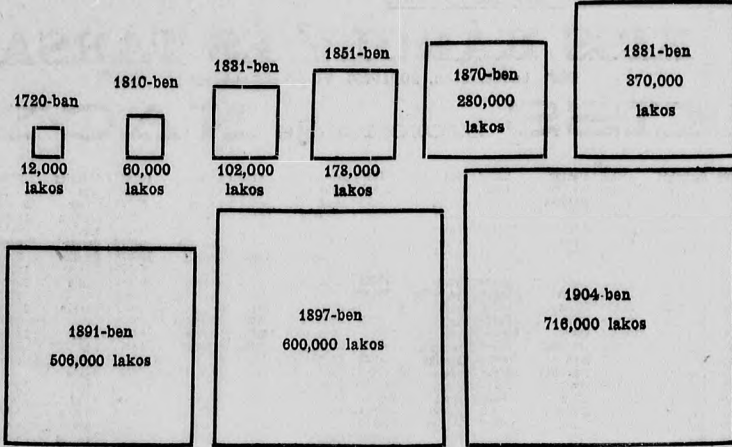 1720-ban
12,000
lakos
1810-ben
60,000
lakos
1831-ben
102,000
lakos
1851-ben
178,000
lakos
1870-ben
280,000
lakos
1881-ben
370,000
lakos
1891-ben
506,000 lakos
1897-ben
600,000 lakos
1904-ben
716,000 lakos